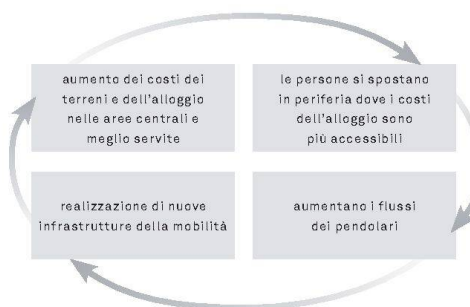 aumento dei costi dei
terreni e dell'alloggio
nelle aree centrali e
meglio servite
le persone si spostano
in periferia dove i costi
dell'alloggio sono
più accessibili
realizzazione di nuove
infrastrutture della mobilità
aumentano i flussi
dei pendolari